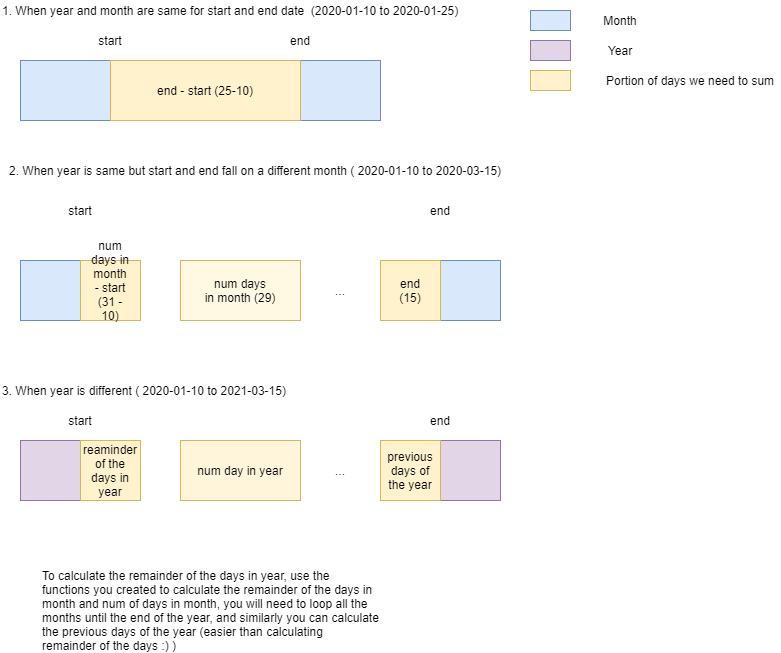 1. When year and month are same for start and end date (2020-01-10 to 2020-01-25)
start
end
end - start (25-10)
Month
Year
Portion of days we need to sum
2. When year is same but start and end fall on a different month ( 2020-01-10 to 2020-03-15)
start
end
num
days in
month
- start
(31 -
10)
num days
in month (29)
...
end
(15)
3. When year is different ( 2020-01-10 to 2021-03-15)
start
end
reaminder
of the
days in
year
num day in year
...
previous
days of
the year
To calculate the remainder of the days in year, use the
functions you created to calculate the remainder of the days in
month and num of days in month, you will need to loop all the
months until the end of the year, and similarly you can calculate
the previous days of the year (easier than calculating
remainder of the days :) )